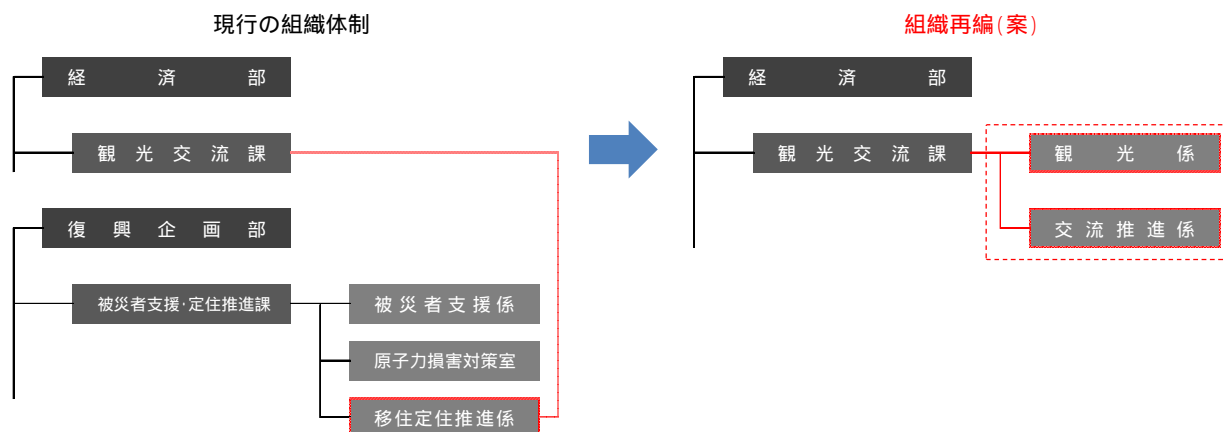 現行の組織体制
経済部
観光交流課
復興企画部
被災者支援・定住推進課
被災者支援係
原子力損害対策室
移住定住推進係
組織再編(案)
経済部
観光交流課
観光係
交流推進係